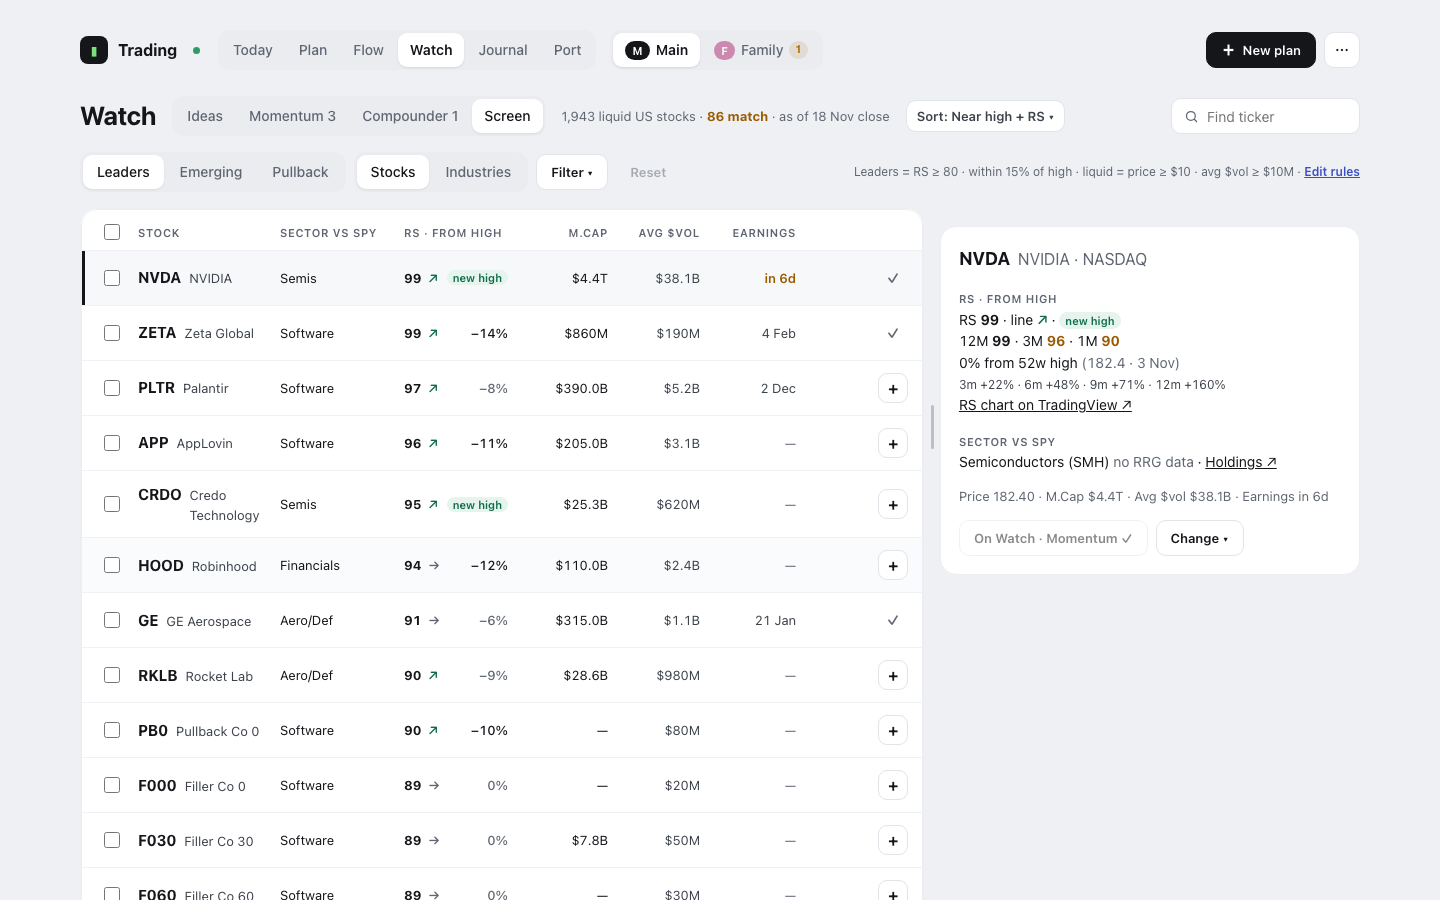 Trading Today Plan Flow Watch Journal Port M Main F Family 1 + New plan ...
Watch Ideas Momentum 3 Compounder 1 Screen 1,943 liquid US stocks · 86 match · as of 18 Nov close Sort: Near high + RS ▾ Find ticker
Leaders Emerging Pullback Stocks Industries Filter ▾ Reset Leaders = RS ≥ 80 · within 15% of high · liquid = price ≥ $10 · avg $vol ≥ $10M · Edit rules
STOCK SECTOR VS SPY RS · FROM HIGH M.CAP AVG $VOL EARNINGS
NVDA NVIDIA Semis 99 ↗ new high $4.4T $38.1B in 6d ✓
ZETA Zeta Global Software 99 ↗ −14% $860M $190M 4 Feb ✓
PLTR Palantir Software 97 ↗ −8% $390.0B $5.2B 2 Dec +
APP AppLovin Software 96 ↗ −11% $205.0B $3.1B — +
CRDO Credo
Technology Semis 95 ↗ new high $25.3B $620M — +
HOOD Robinhood Financials 94 → −12% $110.0B $2.4B — +
GE GE Aerospace Aero/Def 91 → −6% $315.0B $1.1B 21 Jan ✓
RKLB Rocket Lab Aero/Def 90 ↗ −9% $28.6B $980M — +
PB0 Pullback Co 0 Software 90 ↗ −10% — $80M — +
F000 Filler Co 0 Software 89 → 0% — $20M — +
F030 Filler Co 30 Software 89 → 0% $7.8B $50M — +
F060 Filler Co 60 Software 89 → 0% — $30M — +
NVDA NVIDIA · NASDAQ
RS · FROM HIGH
RS 99 · line ↗ · new high
12M 99 · 3M 96 · 1M 90
0% from 52w high (182.4 · 3 Nov)
3m +22% · 6m +48% · 9m +71% · 12m +160%
RS chart on TradingView ↗
SECTOR VS SPY
Semiconductors (SMH) no RRG data · Holdings ↗
Price 182.40 · M.Cap $4.4T · Avg $vol $38.1B · Earnings in 6d
On Watch · Momentum ✓ Change ▾